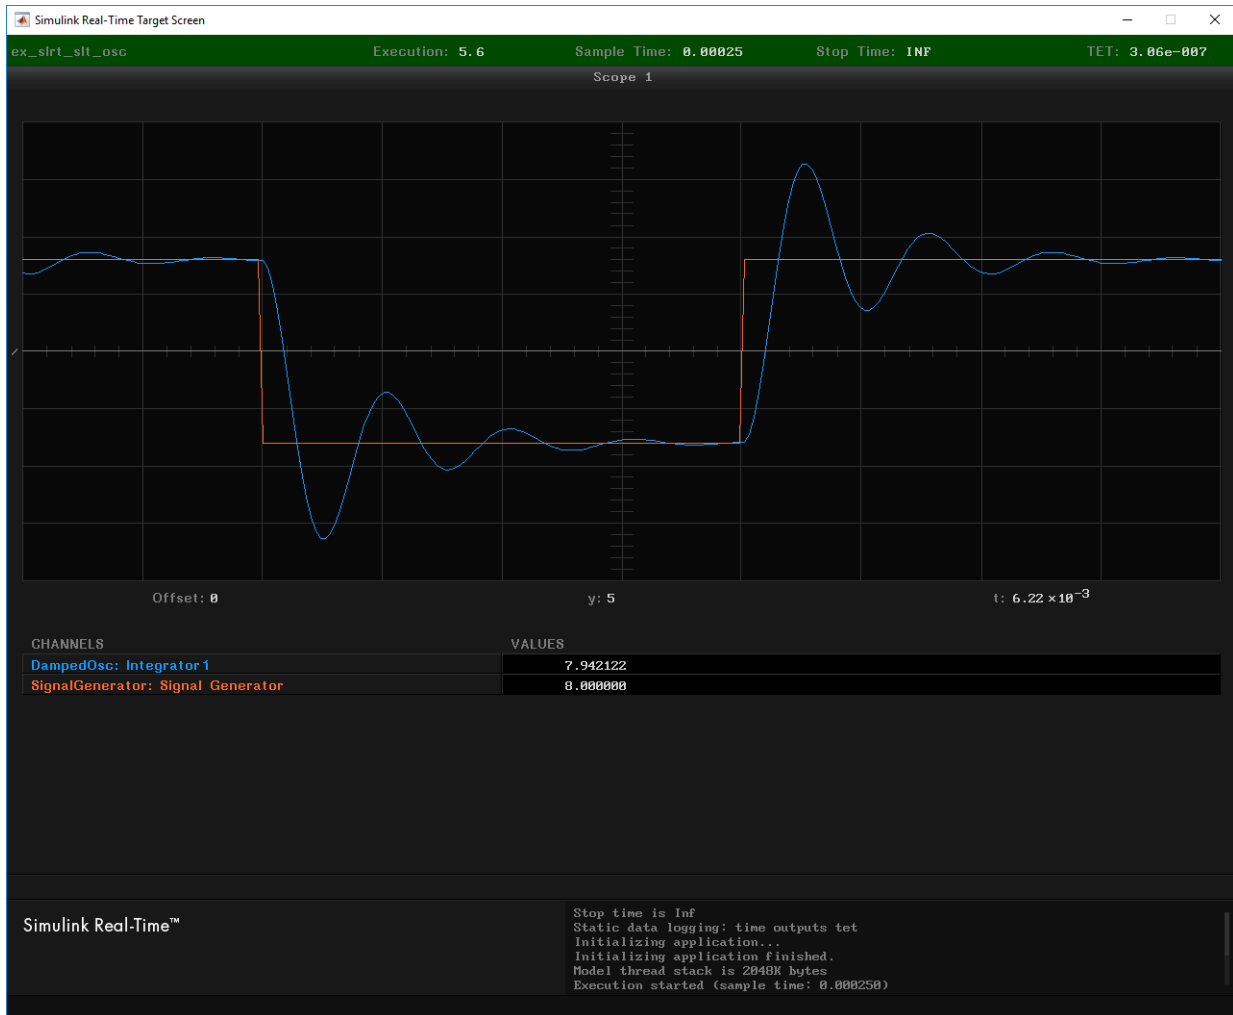 Simulink Real-Time Target Screen
ex_slrt_slt_osc Execution: 5.6 Sample Time: 0.00025 Stop Time: INF TET: 3.06e-007
Scope 1
Offset: 0 y: 5 t: 6.22 ×10⁻³
CHANNELS VALUES
DampedOsc: Integrator1 7.942122
SignalGenerator: Signal Generator 8.000000
Simulink Real-Time™
Stop time is Inf
Static data logging: time outputs tet
Initializing application...
Initializing application finished.
Model thread stack is 2048K bytes
Execution started (sample time: 0.000250)